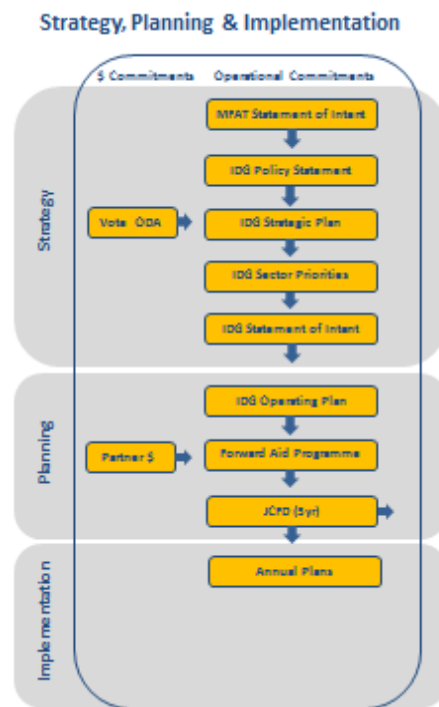 Strategy, Planning & Implementation
$ Commitments
Operational Commitments
Strategy
MFAT Statement of Intent
IDG Policy Statement
Vote ODA
IDG Strategic Plan
IDG Sector Priorities
IDG Statement of Intent
Planning
IDG Operating Plan
Partner $
Forward Aid Programme
JCFD (5yr)
Implementation
Annual Plans